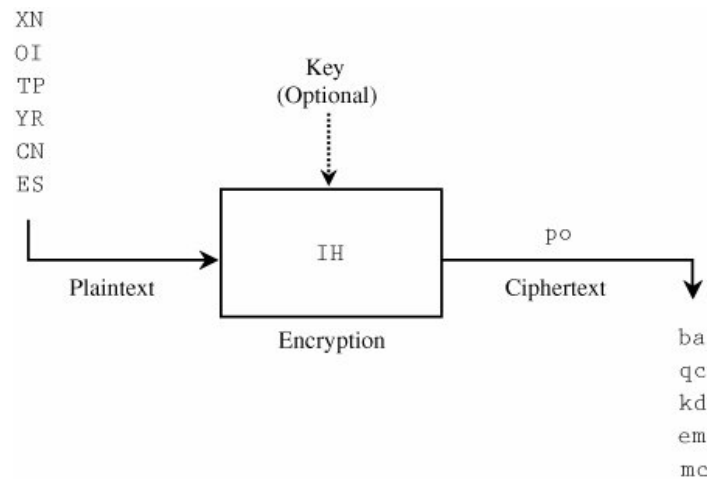 XN
OI
TP
YR
CN
ES
Key
(Optional)
IH
po
Plaintext
Ciphertext
Encryption
ba
qc
kd
em
mc